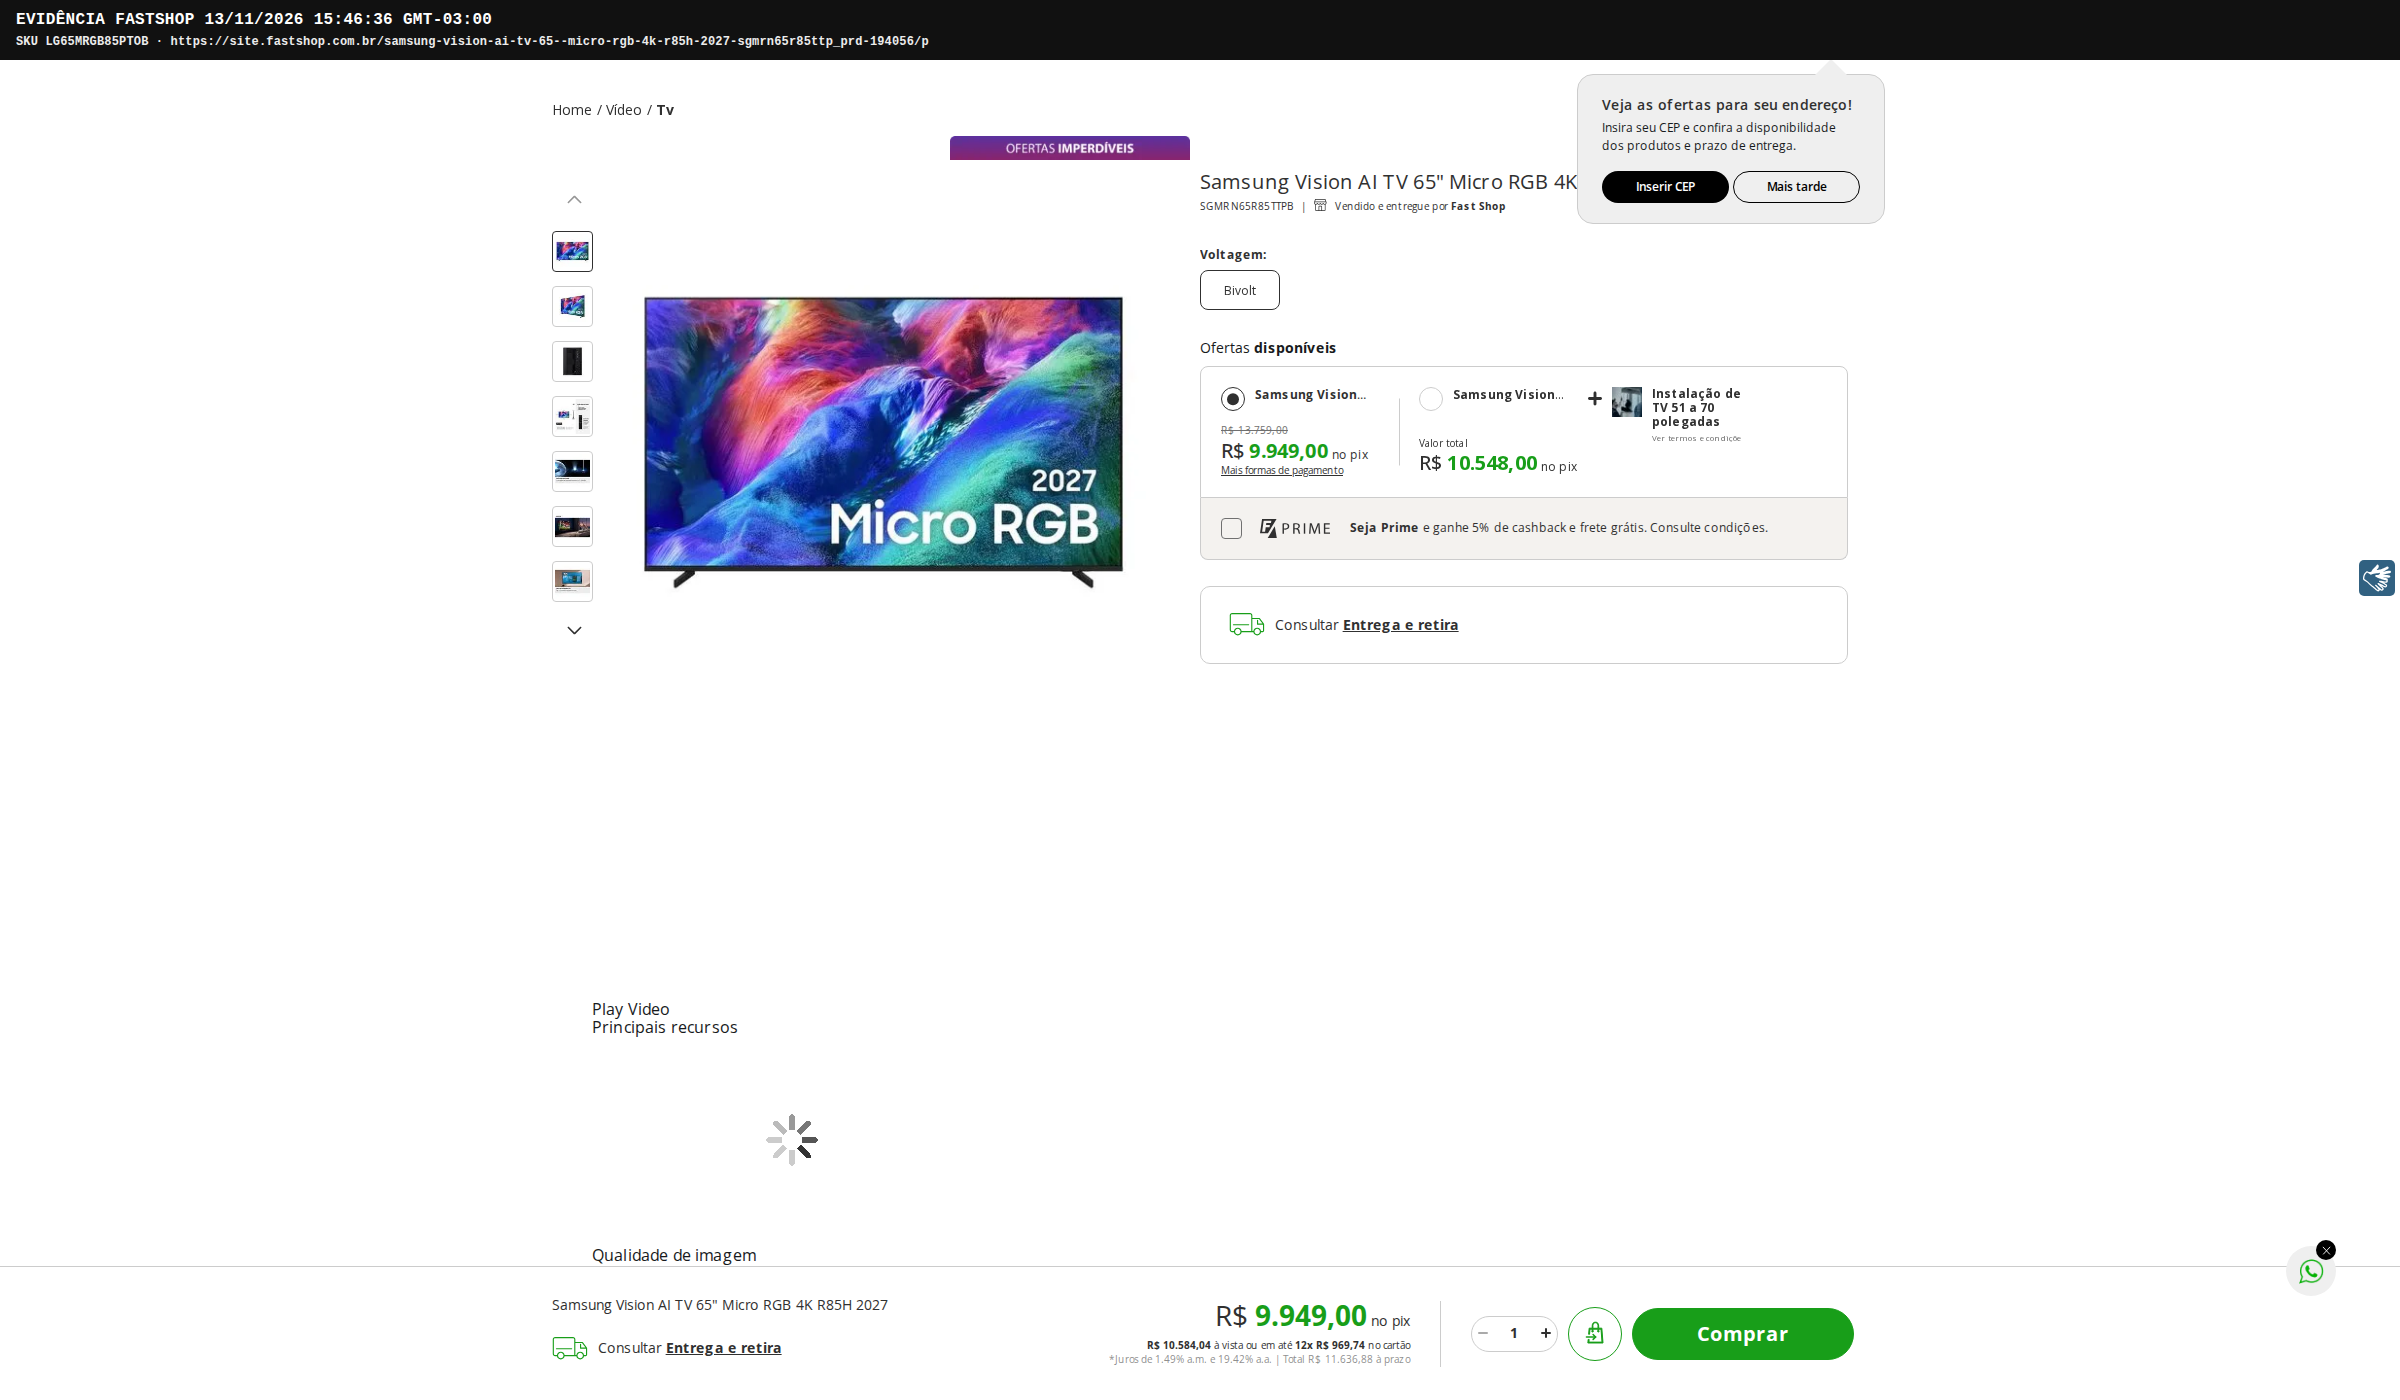 EVIDÊNCIA FASTSHOP 13/11/2026 15:46:36 GMT-03:00
SKU LG65MRGB85PTOB · https://site.fastshop.com.br/samsung-vision-ai-tv-65--micro-rgb-4k-r85h-2027-sgmrn65r85ttp_prd-194056/p
Veja as ofertas para seu endereço!
Insira seu CEP e confira a disponibilidade
dos produtos e prazo de entrega.
Inserir CEP
Mais tarde
Home / Vídeo / Tv
OFERTAS IMPERDÍVEIS
Samsung Vision AI TV 65" Micro RGB 4K
SGMRN65R85TTPB | Vendido e entregue por Fast Shop
Voltagem:
Bivolt
2027
Micro RGB
Ofertas disponíveis
Samsung Vision...
R$ 13.759,00
R$ 9.949,00 no pix
Mais formas de pagamento
Samsung Vision...
Valor total
R$ 10.548,00 no pix
+
Instalação de
TV 51 a 70
polegadas
Ver termos e condiçõe
PRIME
Seja Prime e ganhe 5% de cashback e frete grátis. Consulte condições.
Consultar Entrega e retira
Play Video
Principais recursos
Qualidade de imagem
Samsung Vision AI TV 65" Micro RGB 4K R85H 2027
Consultar Entrega e retira
R$ 9.949,00 no pix
R$ 10.584,04 à vista ou em até 12x R$ 969,74 no cartão
*Juros de 1.49% a.m. e 19.42% a.a. | Total R$ 11.636,88 à prazo
− 1 +
Comprar